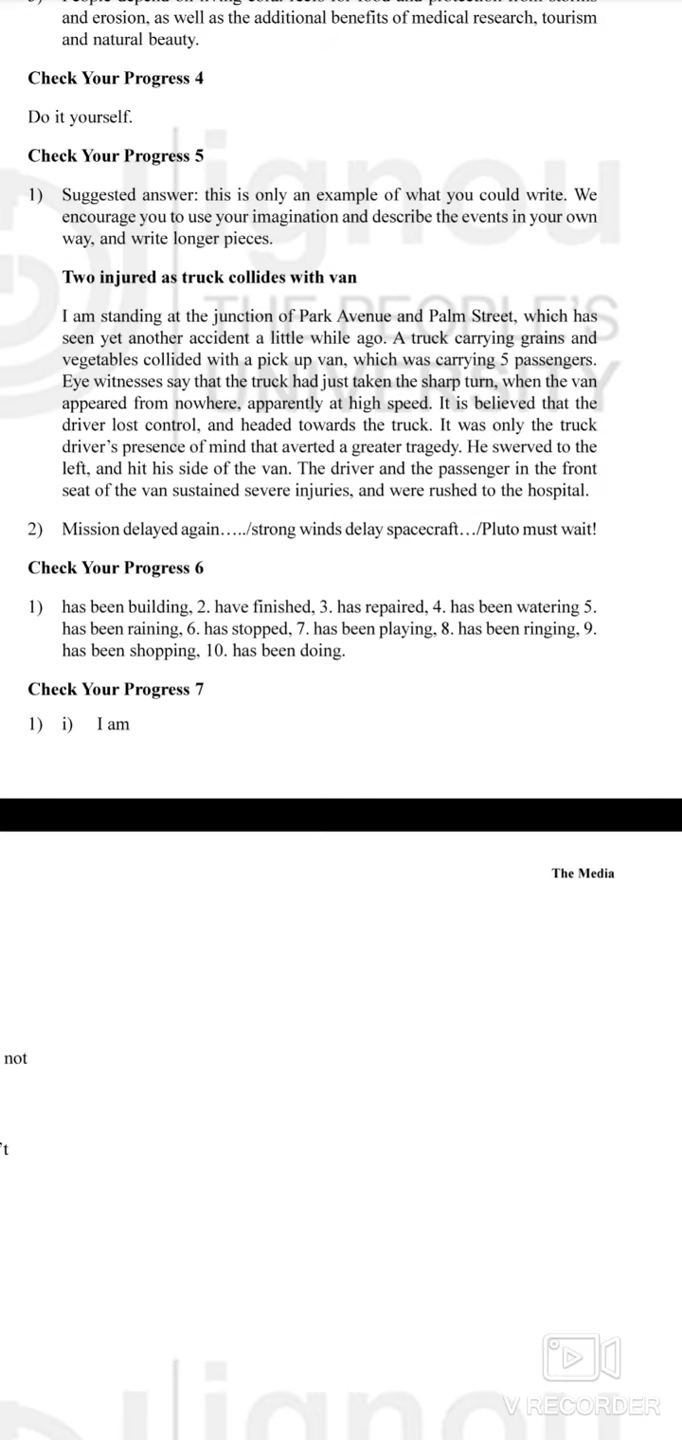 and erosion, as well as the additional benefits of medical research, tourism
and natural beauty.
Check Your Progress 4
Do it yourself.
Check Your Progress 5
1) Suggested answer: this is only an example of what you could write. We
encourage you to use your imagination and describe the events in your own
way, and write longer pieces.
Two injured as truck collides with van
I am standing at the junction of Park Avenue and Palm Street, which has
seen yet another accident a little while ago. A truck carrying grains and
vegetables collided with a pick up van, which was carrying 5 passengers.
Eye witnesses say that the truck had just taken the sharp turn, when the van
appeared from nowhere, apparently at high speed. It is believed that the
driver lost control, and headed towards the truck. It was only the truck
driver's presence of mind that averted a greater tragedy. He swerved to the
left, and hit his side of the van. The driver and the passenger in the front
seat of the van sustained severe injuries, and were rushed to the hospital.
2) Mission delayed again…../strong winds delay spacecraft…/Pluto must wait!
Check Your Progress 6
1) has been building, 2. have finished, 3. has repaired, 4. has been watering 5.
has been raining, 6. has stopped, 7. has been playing, 8. has been ringing, 9.
has been shopping, 10. has been doing.
Check Your Progress 7
1) i) I am
The Media
not
't
ignou
THE PEOPLE'S
UNIVERSITY
ignou
V RECORDER